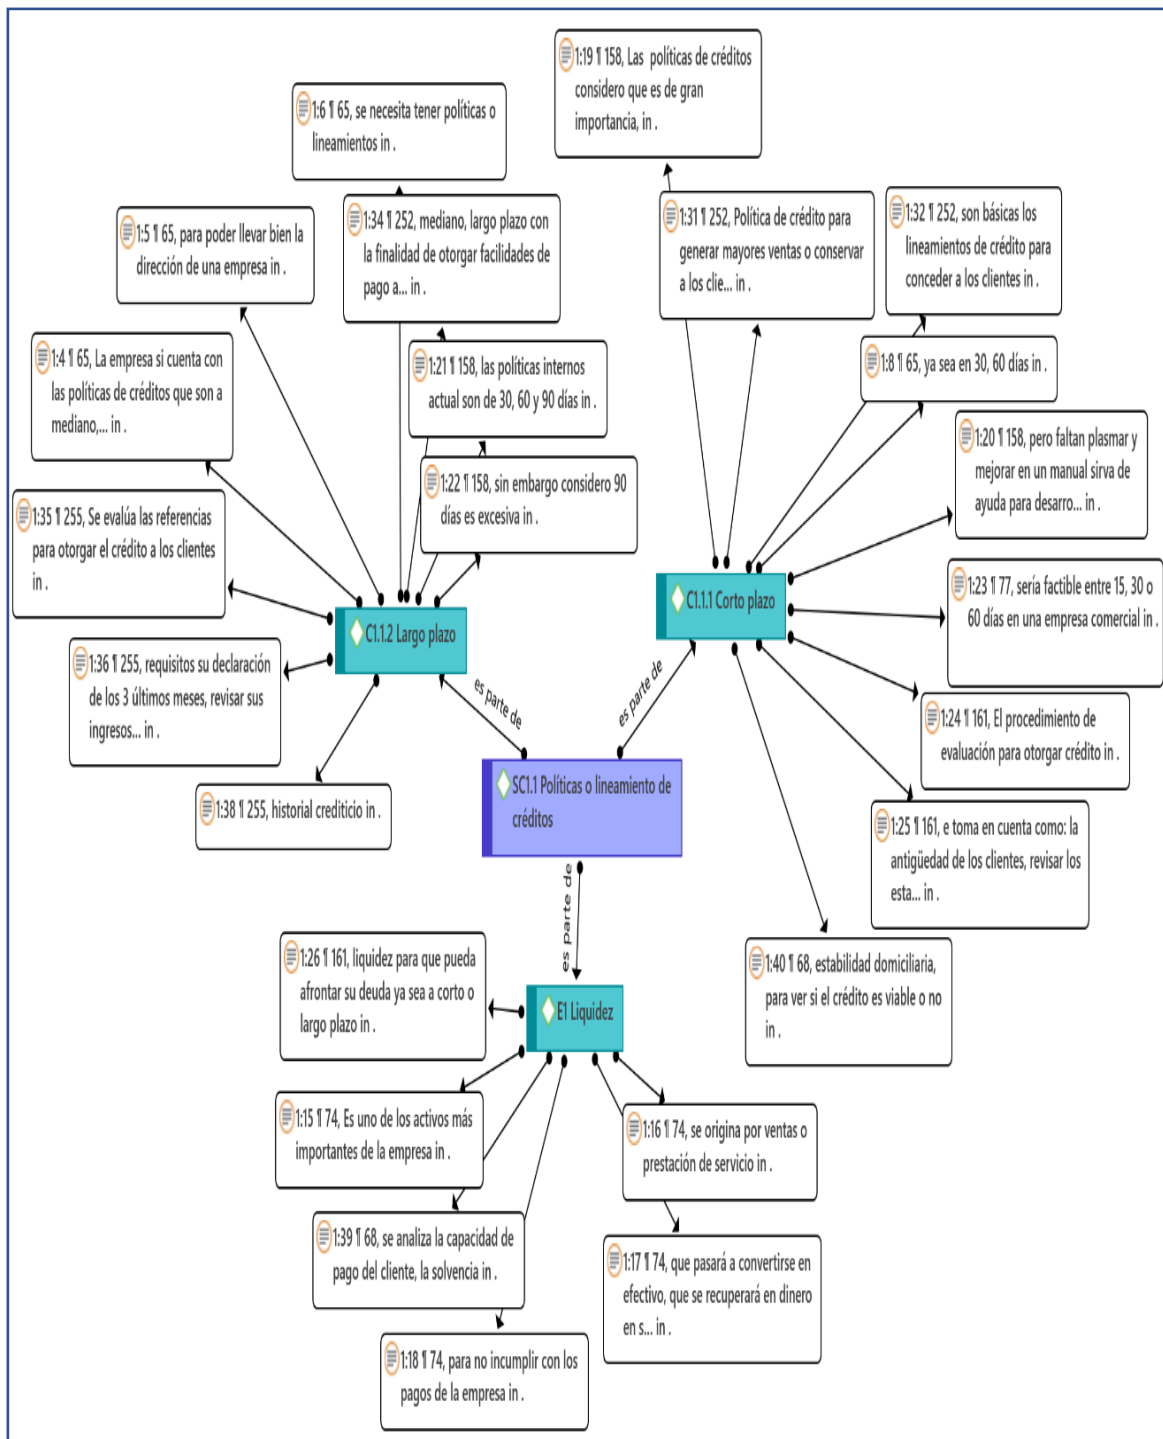 1:19 ¶ 158, Las políticas de créditos
considero que es de gran
importancia, in .
1:6 ¶ 65, se necesita tener políticas o
lineamientos in .
1:34 ¶ 252, mediano, largo plazo con
la finalidad de otorgar facilidades de
pago a... in .
1:31 ¶ 252, Política de crédito para
generar mayores ventas o conservar
a los clie... in .
1:32 ¶ 252, son básicas los
lineamientos de crédito para
conceder a los clientes in .
1:5 ¶ 65, para poder llevar bien la
dirección de una empresa in .
1:4 ¶ 65, La empresa si cuenta con
las políticas de créditos que son a
mediano,... in .
1:21 ¶ 158, las políticas internos
actual son de 30, 60 y 90 días in .
1:8 ¶ 65, ya sea en 30, 60 días in .
1:20 ¶ 158, pero faltan plasmar y
mejorar en un manual sirva de
ayuda para desarro... in .
1:22 ¶ 158, sin embargo considero 90
días es excesiva in .
1:35 ¶ 255, Se evalúa las referencias
para otorgar el crédito a los clientes
in .
1:23 ¶ 77, sería factible entre 15, 30 o
60 días en una empresa comercial in .
C1.1.1 Corto plazo
C1.1.2 Largo plazo
1:36 ¶ 255, requisitos su declaración
de los 3 últimos meses, revisar sus
ingresos... in .
es parte de
es parte de
1:24 ¶ 161, El procedimiento de
evaluación para otorgar crédito in .
SC1.1 Políticas o lineamiento de
créditos
1:38 ¶ 255, historial crediticio in .
1:25 ¶ 161, e toma en cuenta como: la
antigüedad de los clientes, revisar los
esta... in .
es parte de
1:26 ¶ 161, liquidez para que pueda
afrontar su deuda ya sea a corto o
largo plazo in .
1:40 ¶ 68, estabilidad domiciliaria,
para ver si el crédito es viable o no
in .
E1 Liquidez
1:15 ¶ 74, Es uno de los activos más
importantes de la empresa in .
1:16 ¶ 74, se origina por ventas o
prestación de servicio in .
1:39 ¶ 68, se analiza la capacidad de
pago del cliente, la solvencia in .
1:17 ¶ 74, que pasará a convertirse en
efectivo, que se recuperará en dinero
en s... in .
1:18 ¶ 74, para no incumplir con los
pagos de la empresa in .